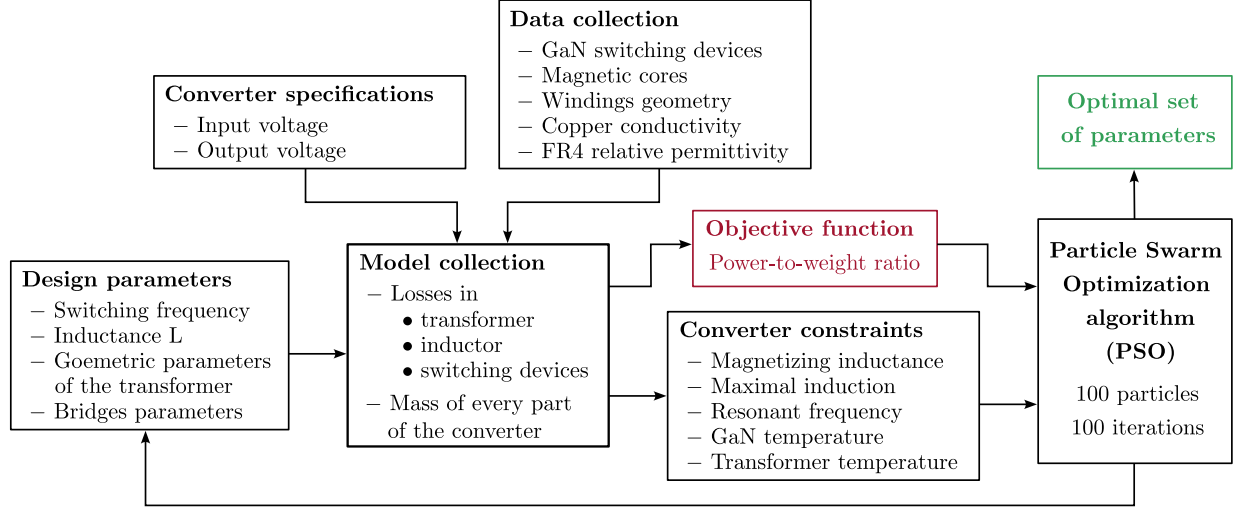 Data collection
– GaN switching devices
– Magnetic cores
– Windings geometry
– Copper conductivity
– FR4 relative permittivity
Converter specifications
– Input voltage
– Output voltage
Optimal set
of parameters
Design parameters
– Switching frequency
– Inductance L
– Goemetric parameters
of the transformer
– Bridges parameters
Model collection
– Losses in
• transformer
• inductor
• switching devices
– Mass of every part
of the converter
Objective function
Power-to-weight ratio
Converter constraints
– Magnetizing inductance
– Maximal induction
– Resonant frequency
– GaN temperature
– Transformer temperature
Particle Swarm
Optimization
algorithm
(PSO)
100 particles
100 iterations